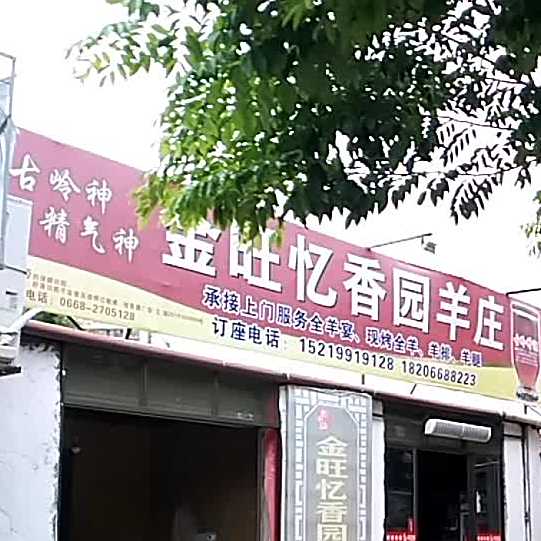 古岭神
精气神
电话：0668-2705128
金旺忆香园羊庄
承接上门服务全羊宴、现烤全羊、羊排、羊腿
订座电话：15219919128 18206688223
金旺忆香园